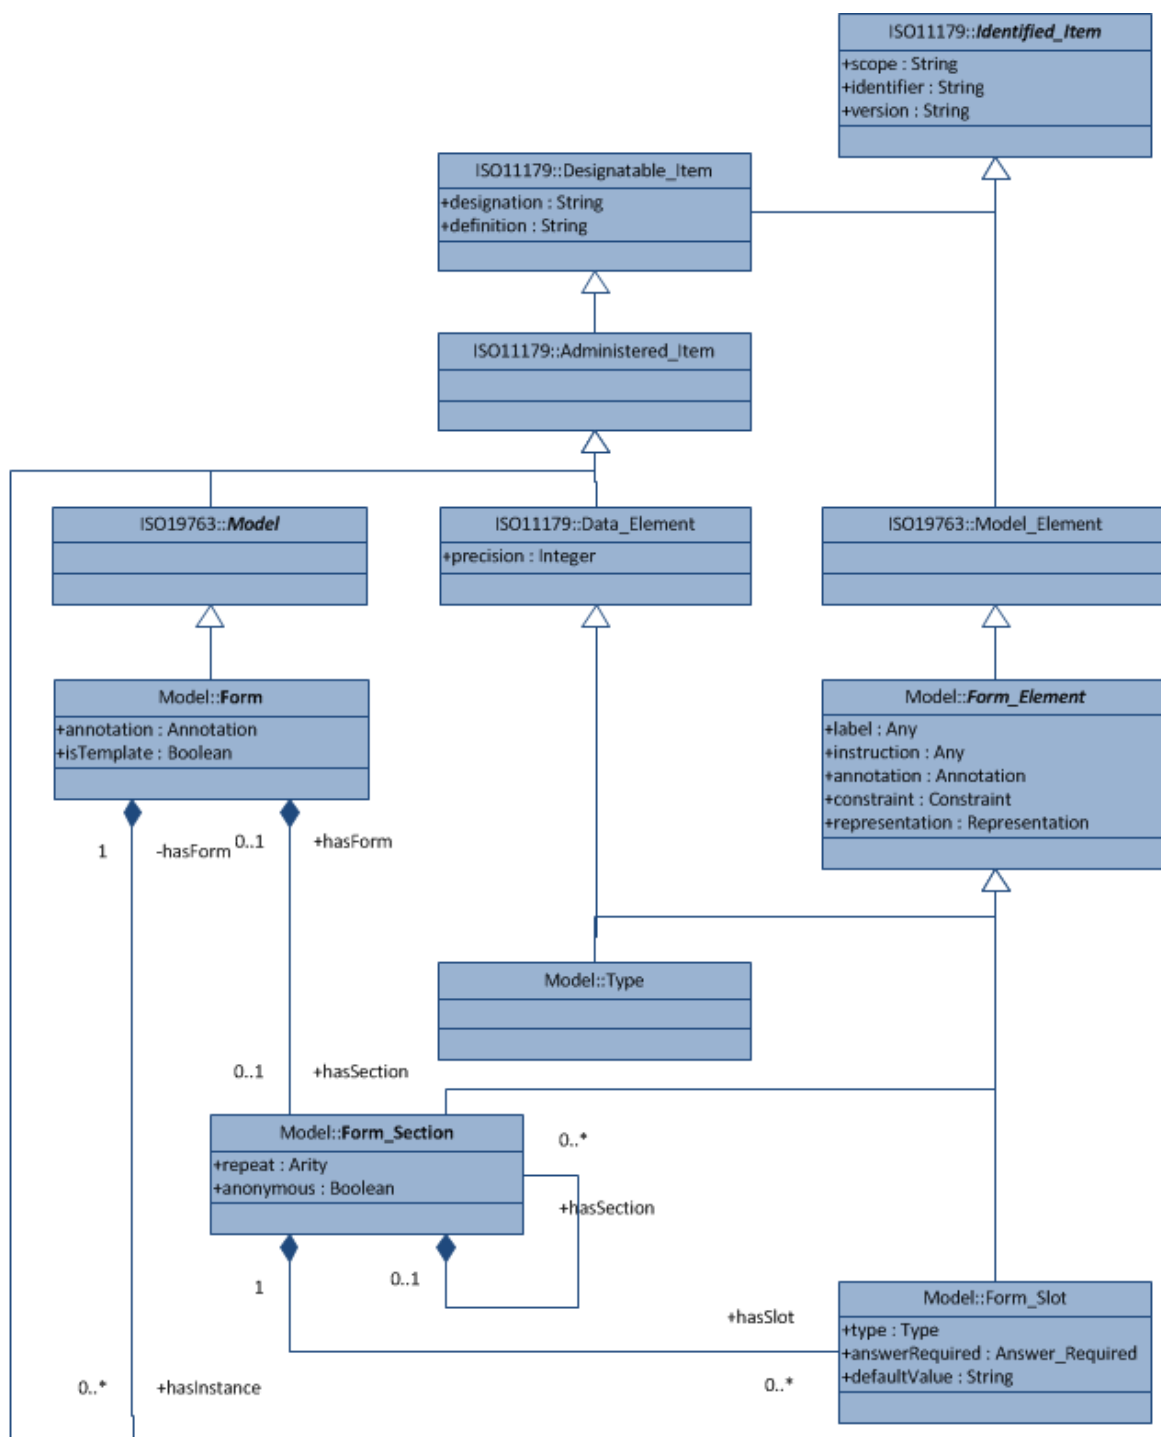 ISO11179::Identified_Item
+scope : String
+identifier : String
+version : String
ISO11179::Designatable_Item
+designation : String
+definition : String
ISO11179::Administered_Item
ISO19763::Model
ISO11179::Data_Element
+precision : Integer
ISO19763::Model_Element
Model::Form
+annotation : Annotation
+isTemplate : Boolean
Model::Form_Element
+label : Any
+instruction : Any
+annotation : Annotation
+constraint : Constraint
+representation : Representation
1
-hasForm
0..1
+hasForm
Model::Type
0..1
+hasSection
Model::Form_Section
+repeat : Arity
+anonymous : Boolean
0..*
+hasSection
1
0..1
Model::Form_Slot
+type : Type
+answerRequired : Answer_Required
+defaultValue : String
+hasSlot
0..*
0..*
+hasInstance